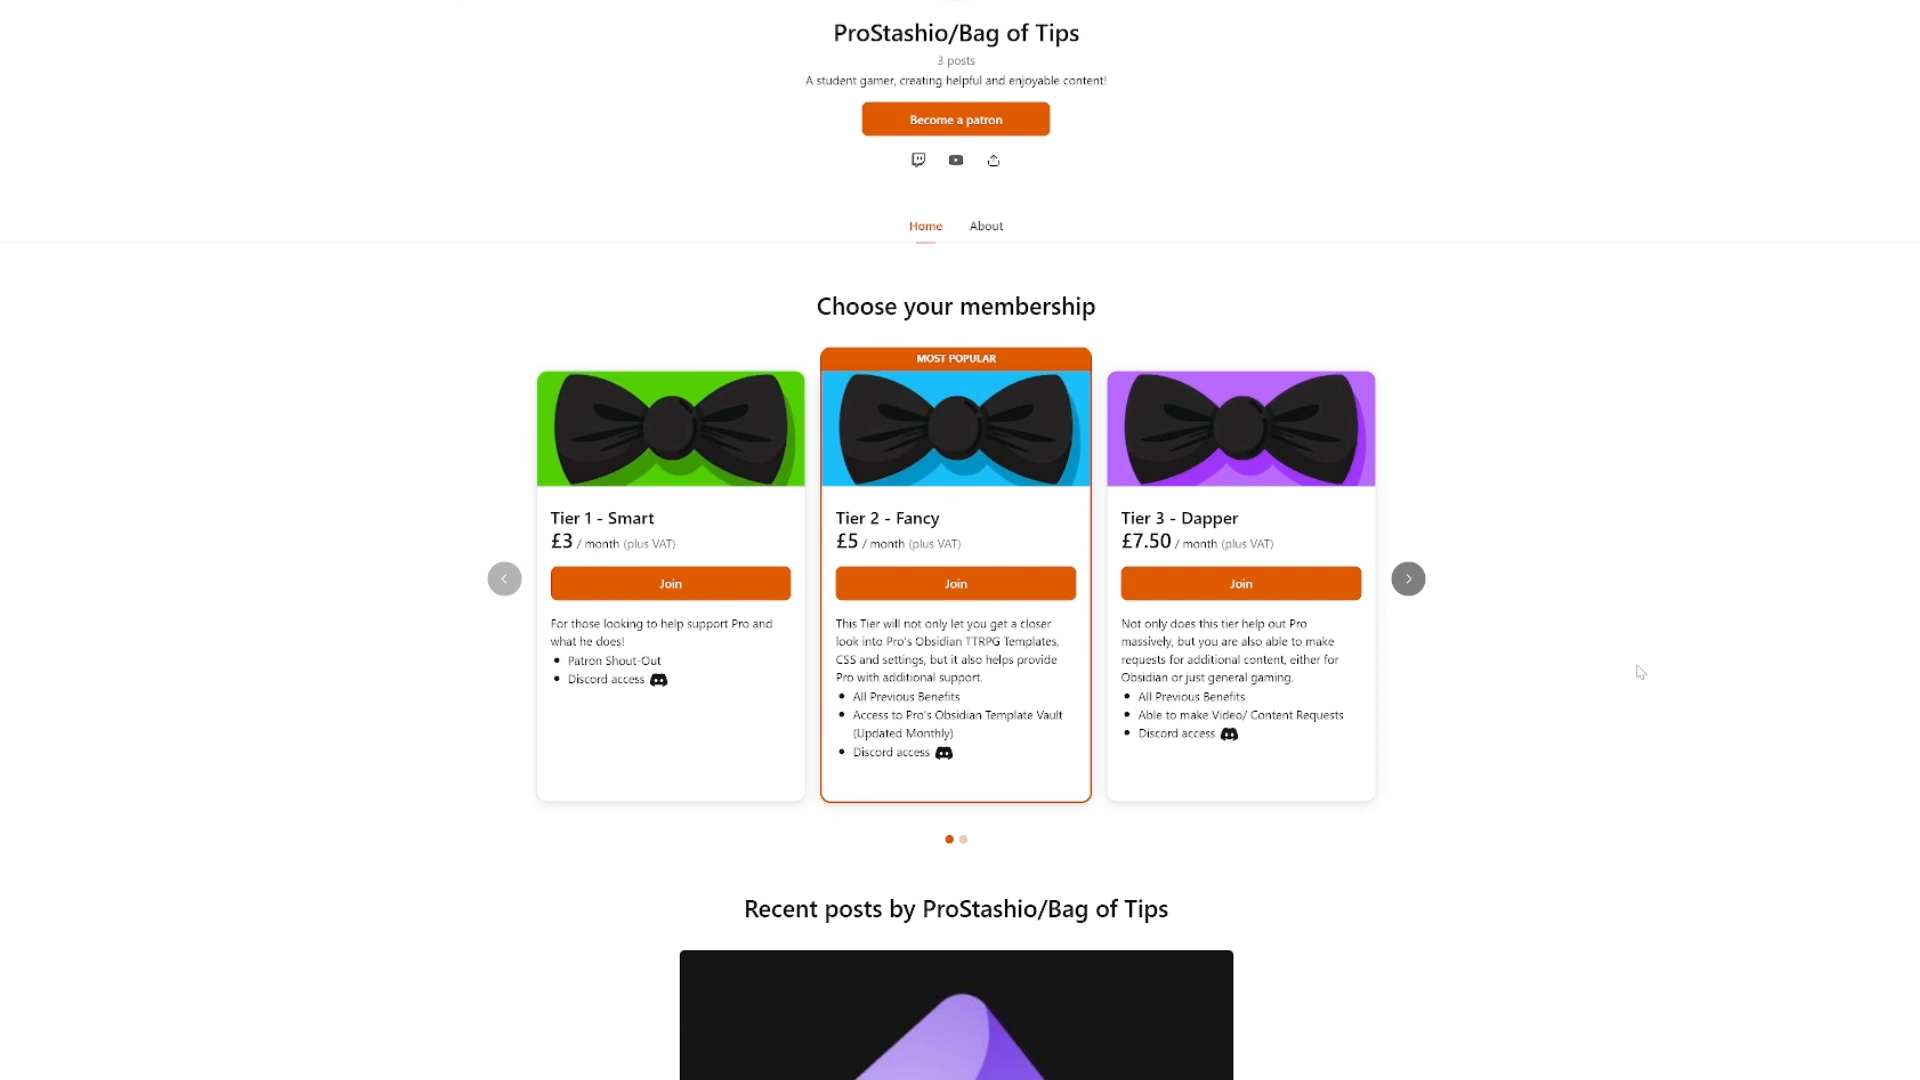 ProStashio/Bag of Tips
3 posts
A student gamer, creating helpful and enjoyable content!
Become a patron
Home
About
Choose your membership
MOST POPULAR
Tier 1 - Smart
£3 / month (plus VAT)
Join
For those looking to help support Pro and
what he does!
Patron Shout-Out
Discord access
Tier 2 - Fancy
£5 / month (plus VAT)
Join
This Tier will not only let you get a closer
look into Pro's Obsidian TTRPG Templates,
CSS and settings, but it also helps provide
Pro with additional support.
All Previous Benefits
Access to Pro's Obsidian Template Vault
(Updated Monthly)
Discord access
Tier 3 - Dapper
£7.50 / month (plus VAT)
Join
Not only does this tier help out Pro
massively, but you are also able to make
requests for additional content, either for
Obsidian or just general gaming.
All Previous Benefits
Able to make Video/ Content Requests
Discord access
Recent posts by ProStashio/Bag of Tips